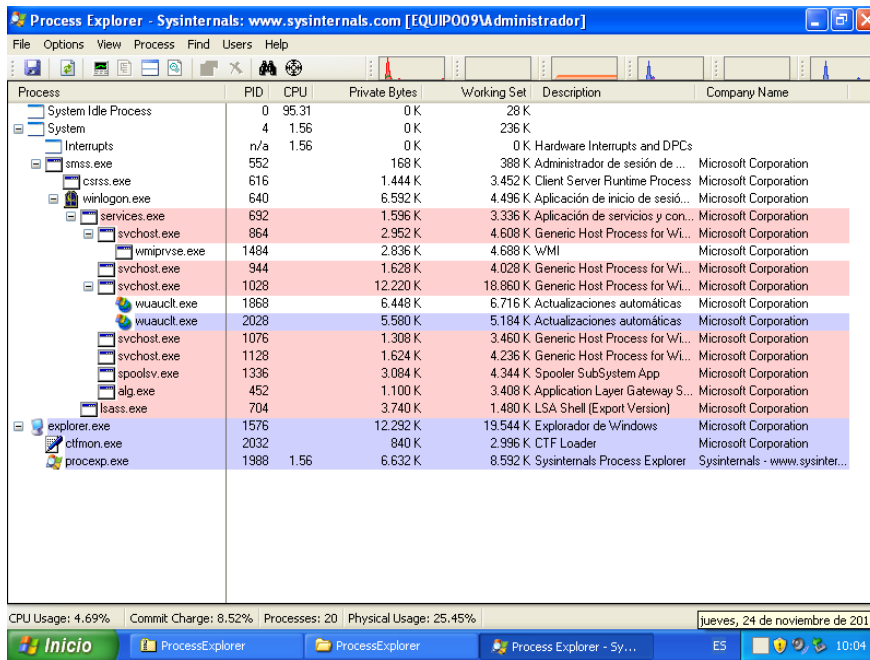 Process Explorer - Sysinternals: www.sysinternals.com [EQUIPO09\Administrador]
File Options View Process Find Users Help
Process PID CPU Private Bytes Working Set Description Company Name
System Idle Process 0 95.31 0 K 28 K
System 4 1.56 0 K 236 K
Interrupts n/a 1.56 0 K 0 K Hardware Interrupts and DPCs
smss.exe 552 168 K 388 K Administrador de sesión de ... Microsoft Corporation
csrss.exe 616 1.444 K 3.452 K Client Server Runtime Process Microsoft Corporation
winlogon.exe 640 6.592 K 4.496 K Aplicación de inicio de sesió... Microsoft Corporation
services.exe 692 1.596 K 3.336 K Aplicación de servicios y con... Microsoft Corporation
svchost.exe 864 2.952 K 4.608 K Generic Host Process for Wi... Microsoft Corporation
wmiprvse.exe 1484 2.836 K 4.688 K WMI Microsoft Corporation
svchost.exe 944 1.628 K 4.028 K Generic Host Process for Wi... Microsoft Corporation
svchost.exe 1028 12.220 K 18.860 K Generic Host Process for Wi... Microsoft Corporation
wuauclt.exe 1868 6.448 K 6.716 K Actualizaciones automáticas Microsoft Corporation
wuauclt.exe 2028 5.580 K 5.184 K Actualizaciones automáticas Microsoft Corporation
svchost.exe 1076 1.308 K 3.460 K Generic Host Process for Wi... Microsoft Corporation
svchost.exe 1128 1.624 K 4.236 K Generic Host Process for Wi... Microsoft Corporation
spoolsv.exe 1336 3.084 K 4.344 K Spooler SubSystem App Microsoft Corporation
alg.exe 452 1.100 K 3.408 K Application Layer Gateway S... Microsoft Corporation
lsass.exe 704 3.740 K 1.480 K LSA Shell (Export Version) Microsoft Corporation
explorer.exe 1576 12.292 K 19.544 K Explorador de Windows Microsoft Corporation
ctfmon.exe 2032 840 K 2.996 K CTF Loader Microsoft Corporation
procexp.exe 1988 1.56 6.632 K 8.592 K Sysinternals Process Explorer Sysinternals - www.sysinter...
CPU Usage: 4.69% Commit Charge: 8.52% Processes: 20 Physical Usage: 25.45%
jueves, 24 de noviembre de 201
Inicio ProcessExplorer ProcessExplorer Process Explorer - Sy... ES 10:04